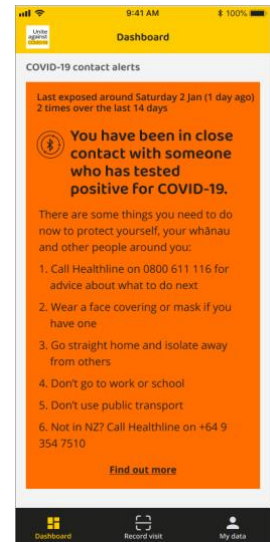 9:41 AM
100%
Unite
against
COVID-19
Dashboard
COVID-19 contact alerts
Last exposed around Saturday 2 Jan (1 day ago)
2 times over the last 14 days
You have been in close
contact with someone
who has tested
positive for COVID-19.
There are some things you need to do
now to protect yourself, your whānau
and other people around you:
1. Call Healthline on 0800 611 116 for
advice about what to do next
2. Wear a face covering or mask if you
have one
3. Go straight home and isolate away
from others
4. Don't go to work or school
5. Don't use public transport
6. Not in NZ? Call Healthline on +64 9
354 7510
Find out more
Dashboard
Record visit
My data